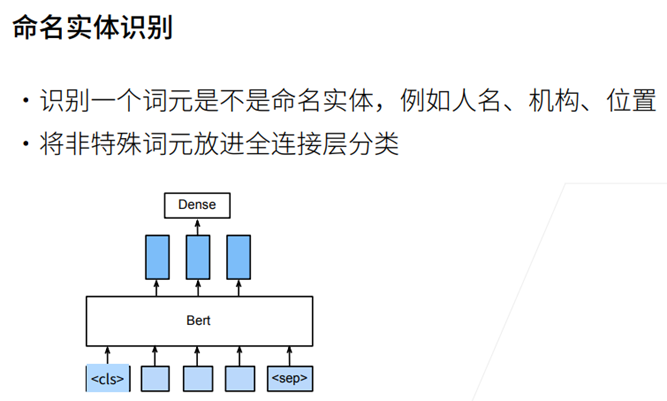 命名实体识别
・识别一个词元是不是命名实体，例如人名、机构、位置
・将非特殊词元放进全连接层分类
Dense
Bert
<cls> <sep>